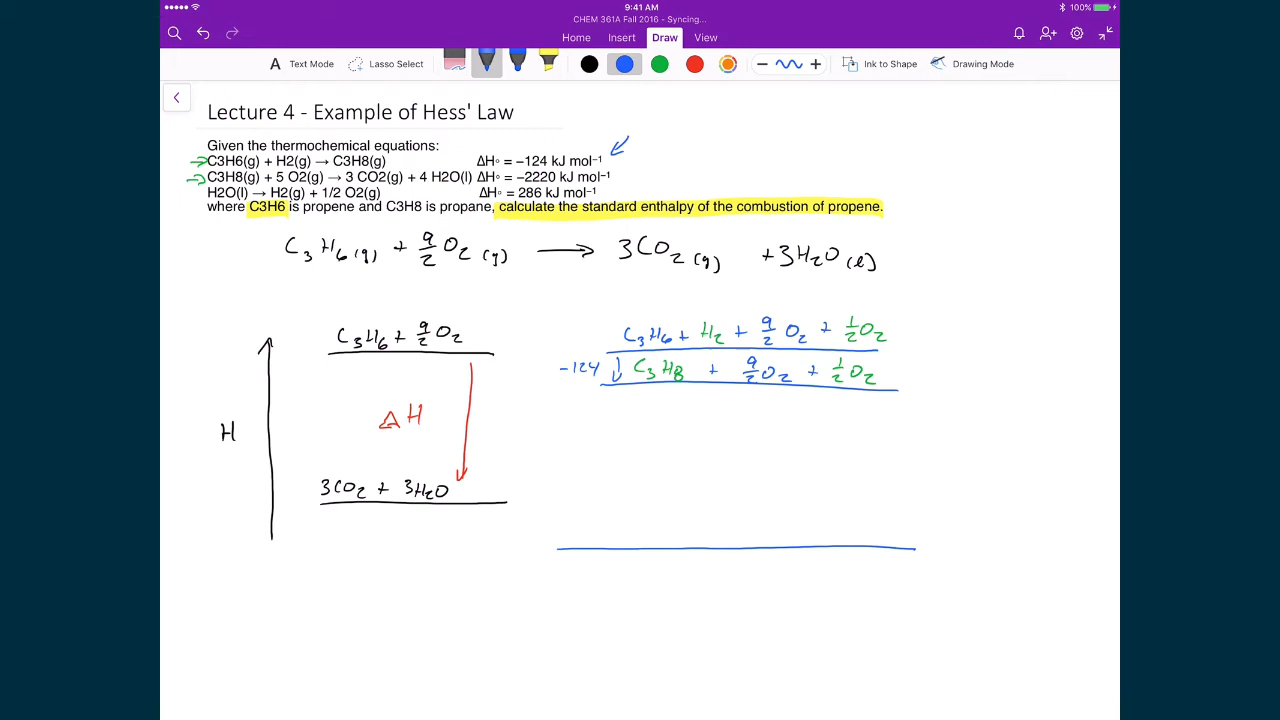 9:41 AM
100%
CHEM 361A Fall 2016 - Syncing...
Home Insert Draw View
A Text Mode Lasso Select Ink to Shape Drawing Mode
Lecture 4 - Example of Hess' Law
Given the thermochemical equations:
C3H6(g) + H2(g) → C3H8(g) ΔH◦ = −124 kJ mol⁻¹
C3H8(g) + 5 O2(g) → 3 CO2(g) + 4 H2O(l) ΔH◦ = −2220 kJ mol⁻¹
H2O(l) → H2(g) + 1/2 O2(g) ΔH◦ = 286 kJ mol⁻¹
where C3H6 is propene and C3H8 is propane, calculate the standard enthalpy of the combustion of propene.
C₃H₆(g) + 9/2 O₂(g) → 3CO₂(g) + 3H₂O(l)
C₃H₆ + 9/2 O₂
C₃H₆ + H₂ + 9/2 O₂ + 1/2 O₂
-124 ↓ C₃H₈ + 9/2 O₂ + 1/2 O₂
ΔH
H
3CO₂ + 3H₂O